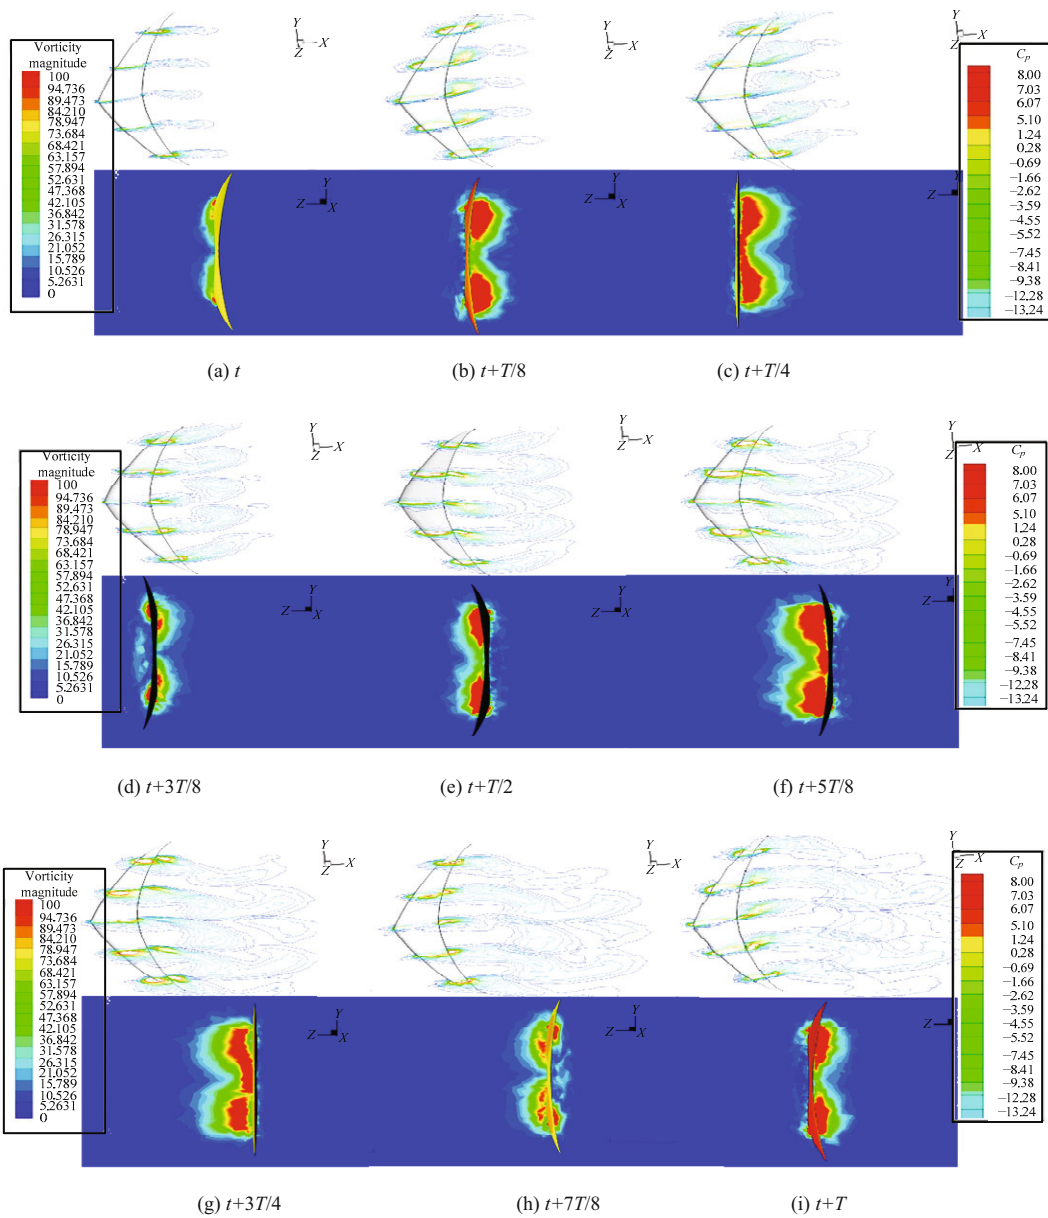 Y
X
Z
Y
X
Z
Y
X
Z
Vorticity
magnitude
100
94.736
89.473
84.210
78.947
73.684
68.421
63.157
57.894
52.631
47.368
42.105
36.842
31.578
26.315
21.052
15.789
10.526
5.2631
0
Cp
8.00
7.03
6.07
5.10
1.24
0.28
−0.69
−1.66
−2.62
−3.59
−4.55
−5.52
−7.45
−8.41
−9.38
−12.28
−13.24
Y
Z
X
Y
Z
X
Y
(a) t
(b) t+T/8
(c) t+T/4
Y
X
Z
Y
X
Z
Y
X
Z
Vorticity
magnitude
100
94.736
89.473
84.210
78.947
73.684
68.421
63.157
57.894
52.631
47.368
42.105
36.842
31.578
26.315
21.052
15.789
10.526
5.2631
0
Cp
8.00
7.03
6.07
5.10
1.24
0.28
−0.69
−1.66
−2.62
−3.59
−4.55
−5.52
−7.45
−8.41
−9.38
−12.28
−13.24
Y
Z
X
Y
Z
X
Y
Z
(d) t+3T/8
(e) t+T/2
(f) t+5T/8
Y
X
Z
Y
X
Z
Y
X
Z
Vorticity
magnitude
100
94.736
89.473
84.210
78.947
73.684
68.421
63.157
57.894
52.631
47.368
42.105
36.842
31.578
26.315
21.052
15.789
10.526
5.2631
0
Cp
8.00
7.03
6.07
5.10
1.24
0.28
−0.69
−1.66
−2.62
−3.59
−4.55
−5.52
−7.45
−8.41
−9.38
−12.28
−13.24
Y
Z
X
Y
Z
X
Z
(g) t+3T/4
(h) t+7T/8
(i) t+T